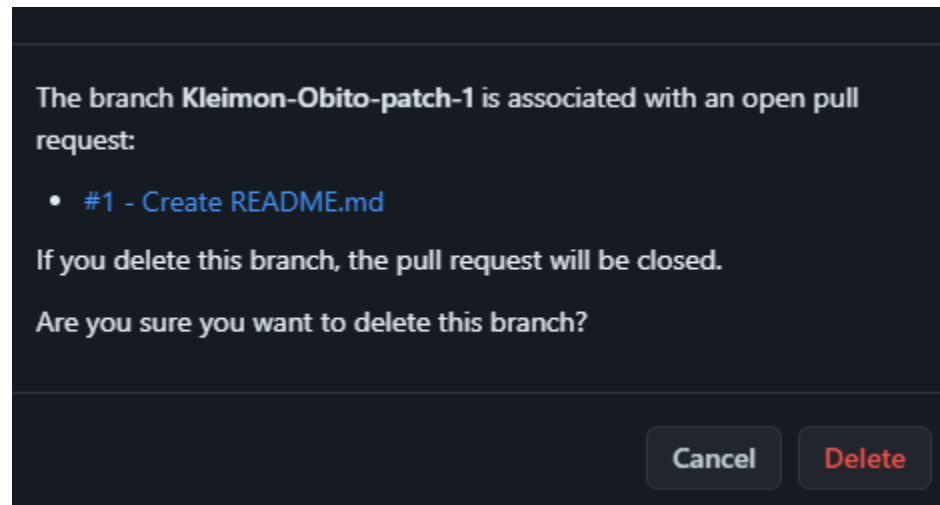 The branch Kleimon-Obito-patch-1 is associated with an open pull
request:
#1 - Create README.md
If you delete this branch, the pull request will be closed.
Are you sure you want to delete this branch?
Cancel Delete